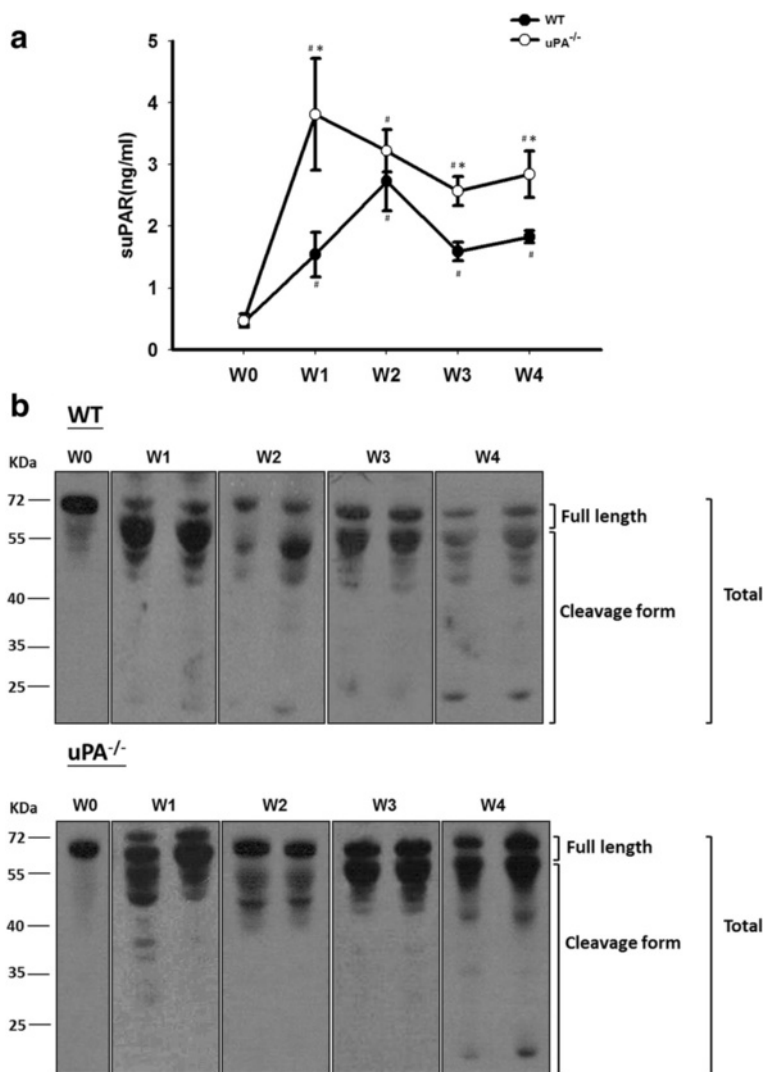 a
WT
uPA-/-
suPAR(ng/ml)
5
4
3
2
1
0
# *
#
# *
# *
#
#
#
#
W0 W1 W2 W3 W4
b
WT
KDa W0 W1 W2 W3 W4
72
55
40
35
25
Full length
Cleavage form
Total
uPA-/-
KDa W0 W1 W2 W3 W4
72
55
40
35
25
Full length
Cleavage form
Total